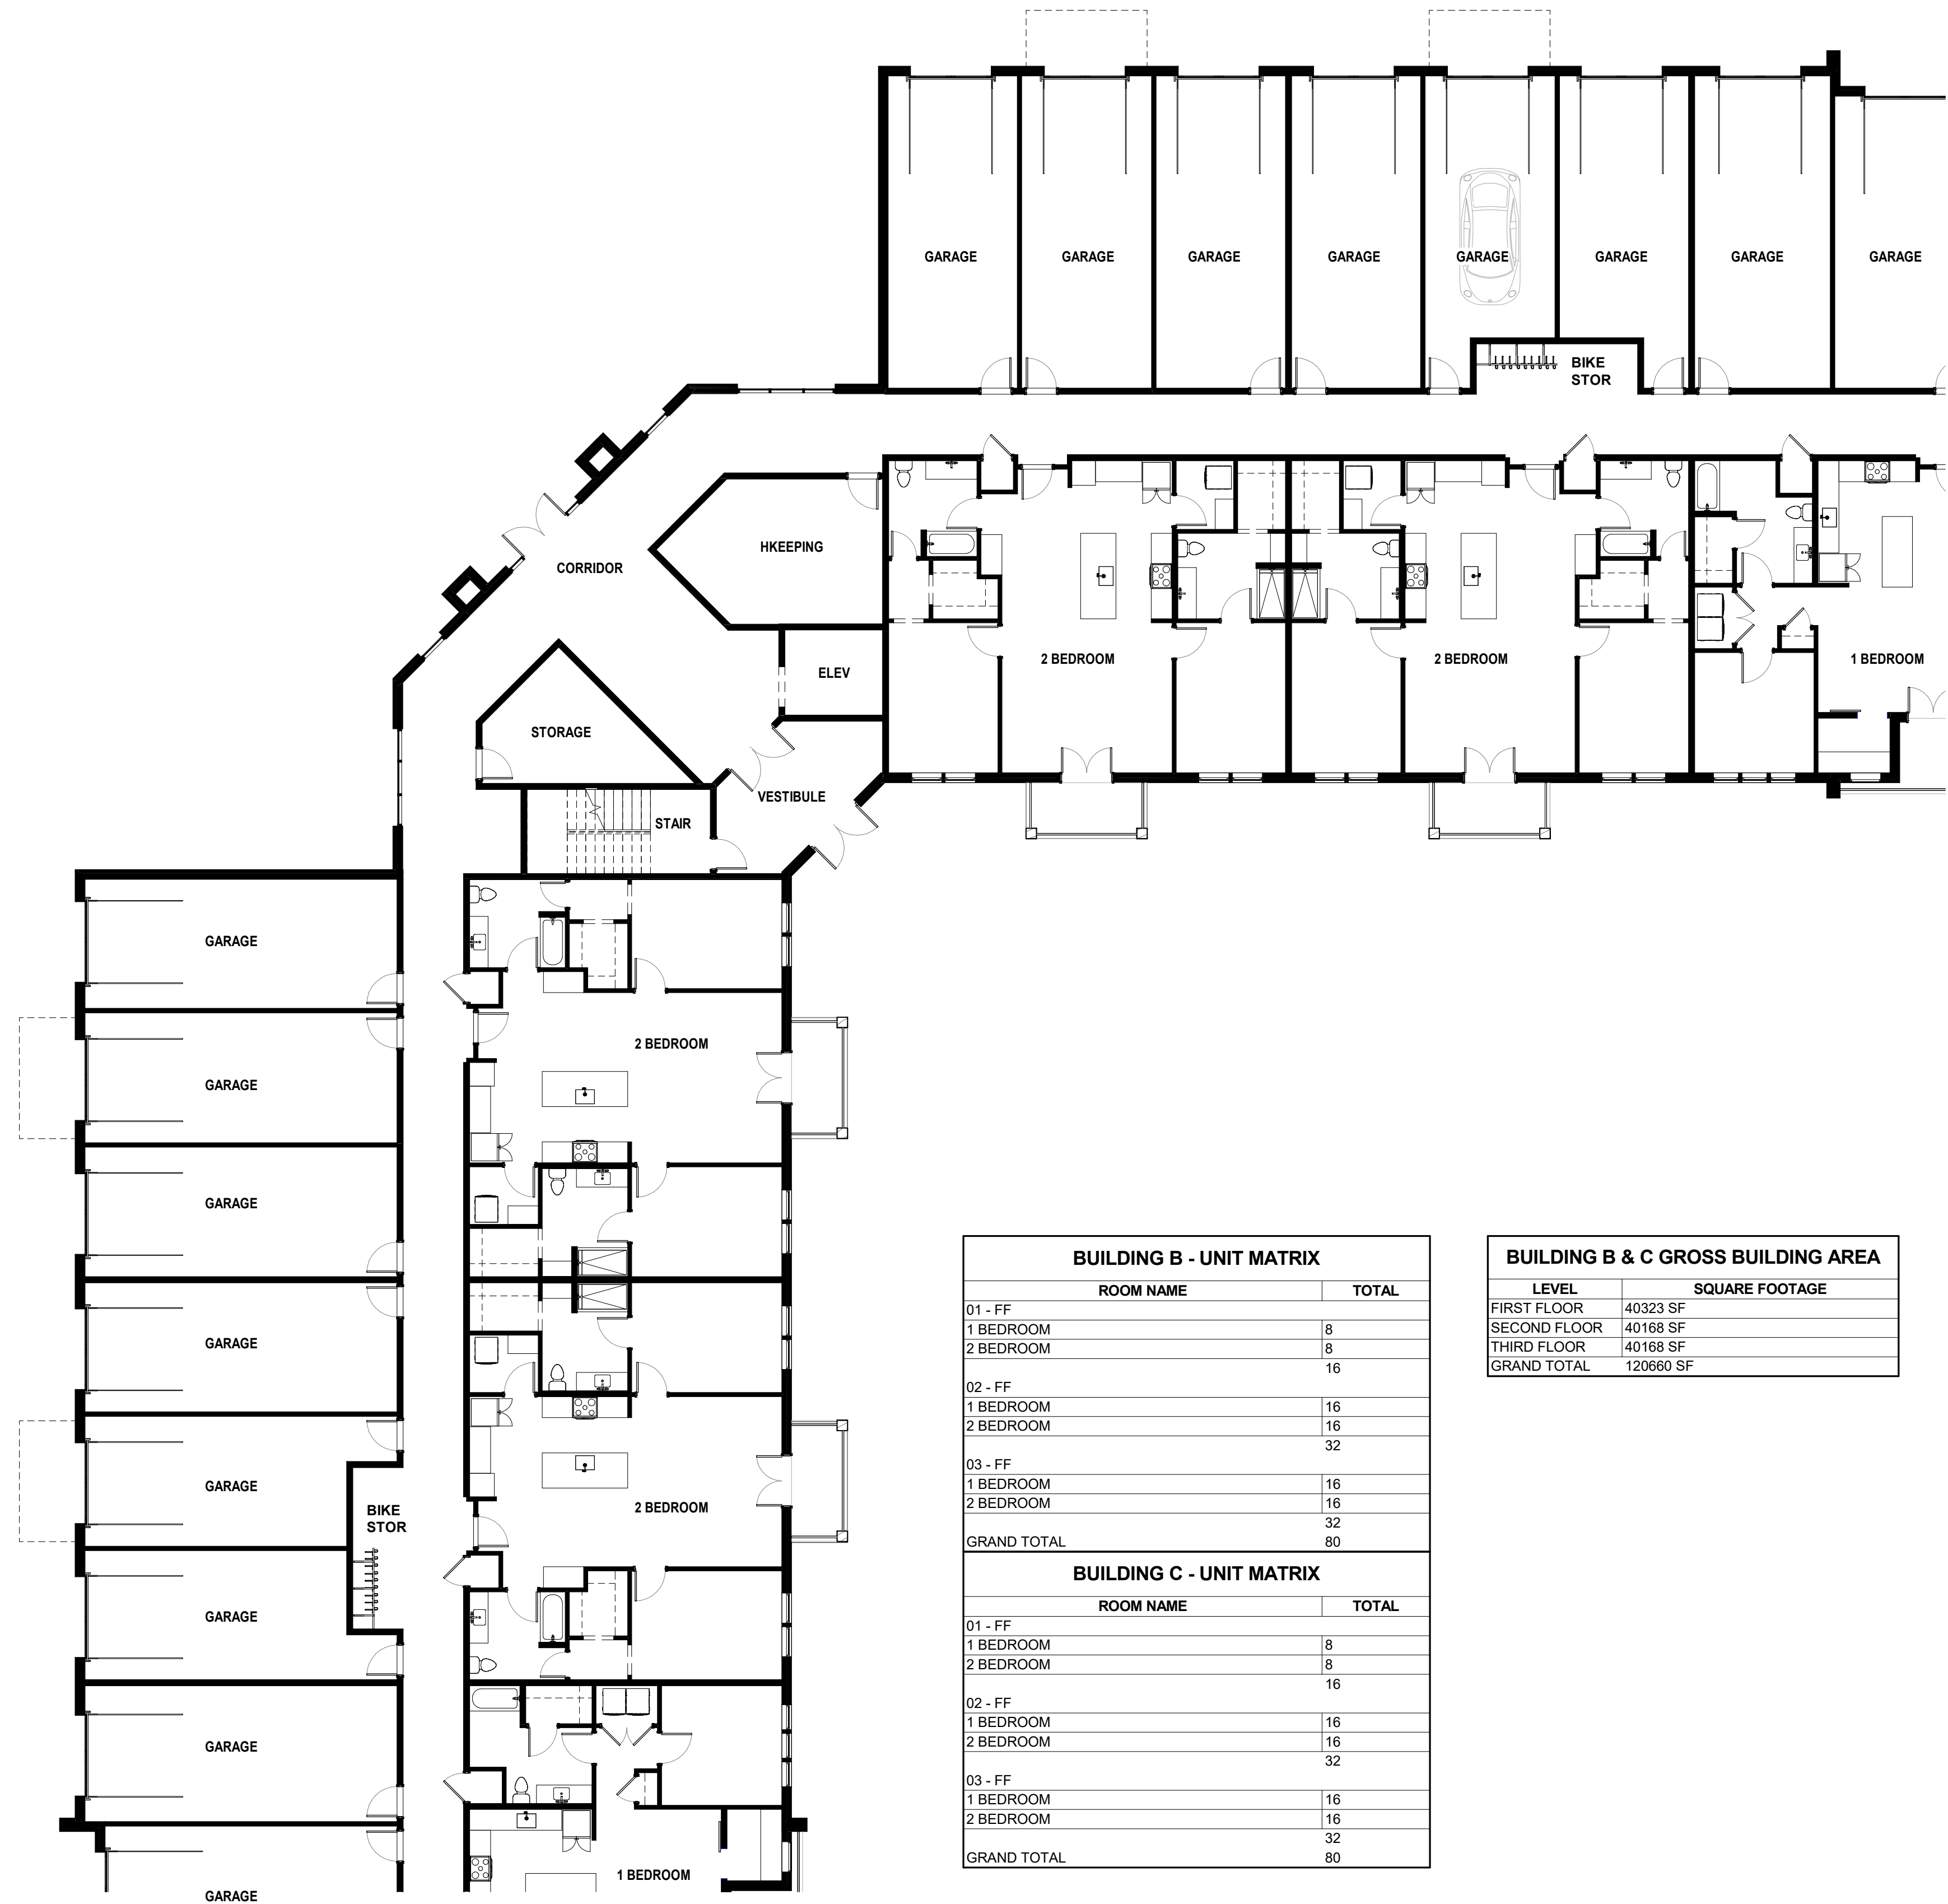 GARAGE GARAGE GARAGE GARAGE GARAGE GARAGE GARAGE GARAGE
BIKE
STOR
HKEEPING
CORRIDOR
2 BEDROOM 2 BEDROOM 1 BEDROOM
ELEV
STORAGE
VESTIBULE
STAIR
GARAGE
2 BEDROOM
GARAGE
GARAGE
GARAGE
GARAGE
2 BEDROOM
BIKE
STOR
GARAGE
GARAGE
1 BEDROOM
GARAGE
BUILDING B - UNIT MATRIX
ROOM NAME TOTAL
01 - FF
1 BEDROOM 8
2 BEDROOM 8
16
02 - FF
1 BEDROOM 16
2 BEDROOM 16
32
03 - FF
1 BEDROOM 16
2 BEDROOM 16
32
GRAND TOTAL 80
BUILDING C - UNIT MATRIX
ROOM NAME TOTAL
01 - FF
1 BEDROOM 8
2 BEDROOM 8
16
02 - FF
1 BEDROOM 16
2 BEDROOM 16
32
03 - FF
1 BEDROOM 16
2 BEDROOM 16
32
GRAND TOTAL 80
BUILDING B & C GROSS BUILDING AREA
LEVEL SQUARE FOOTAGE
FIRST FLOOR 40323 SF
SECOND FLOOR 40168 SF
THIRD FLOOR 40168 SF
GRAND TOTAL 120660 SF